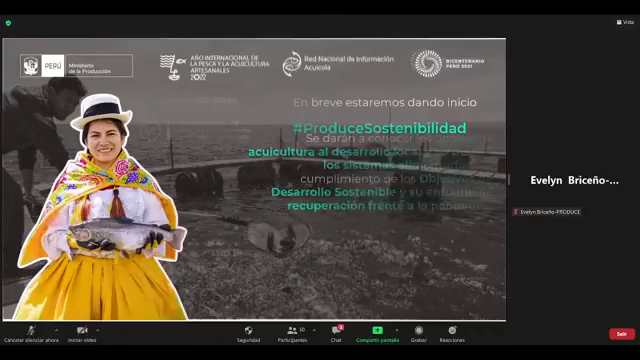 Vista
PERÚ
Ministerio
de la Producción
AÑO INTERNACIONAL DE
LA PESCA Y LA ACUICULTURA
ARTESANALES
2022
Red Nacional de Información
Acuícola
BICENTENARIO
PERÚ 2021
En breve estaremos dando inicio
#ProduceSostenibilidad
Se darán a conocer los
acuicultura al desarrollo
los sistemas
cumplimiento de los
Desarrollo Sostenible y su
recuperación frente a la
Evelyn Briceño-...
Evelyn Briceño-PRODUCE
Cancelar silenciar ahora
Iniciar video
Seguridad
50
Participantes
Chat
Compartir pantalla
Grabar
Reacciones
Salir